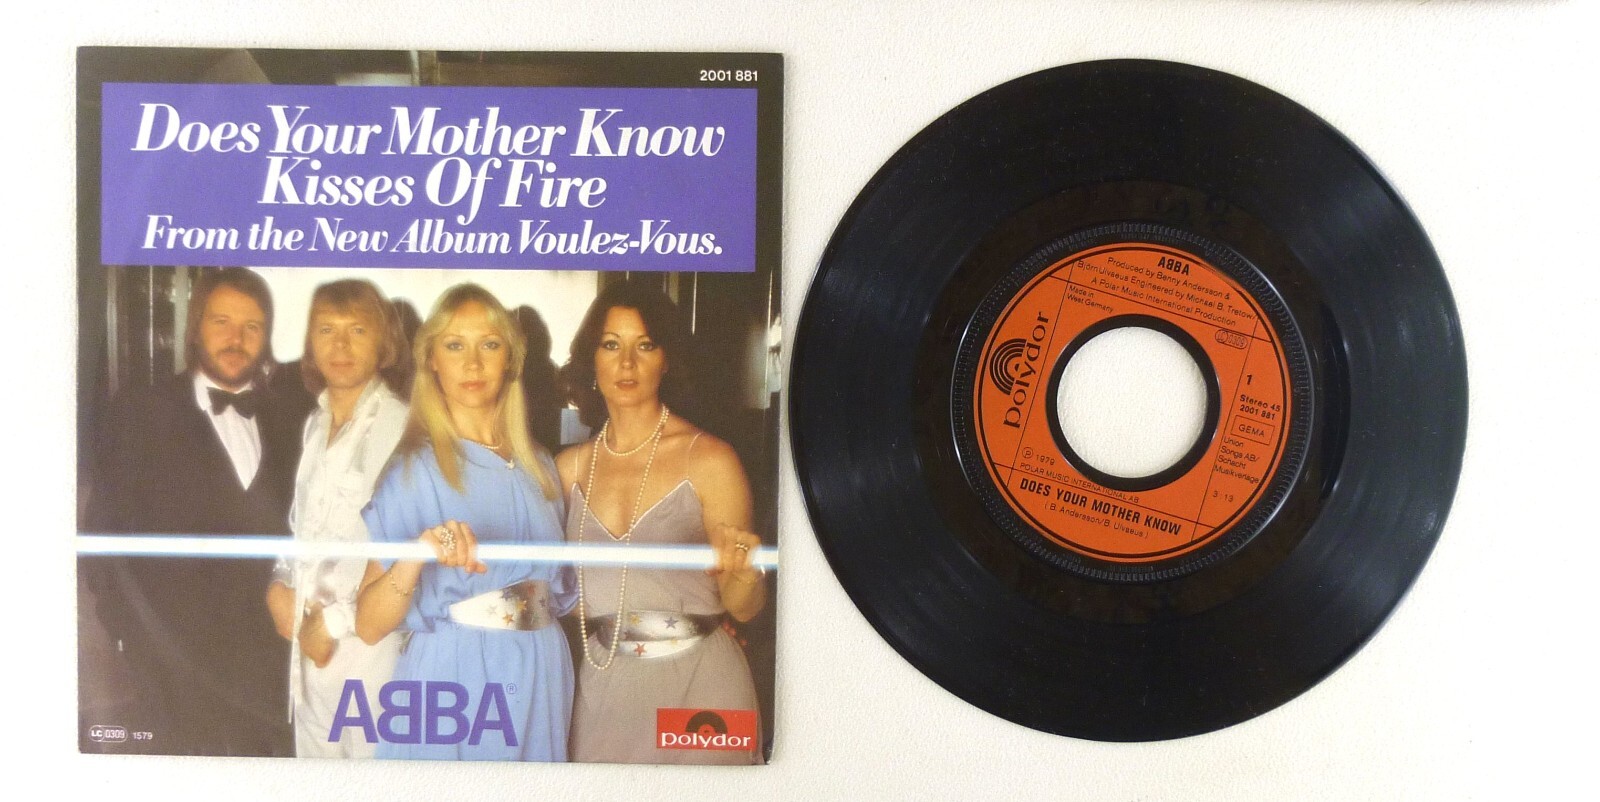 2001 881
Does Your Mother Know
Kisses Of Fire
From the New Album Voulez-Vous.
ABBA®
LC 0309 1579
polydor
ABBA
Produced by Benny Andersson &
Björn Ulvaeus Engineered by Michael B. Tretow/
A Polar Music International Production
Made in
West Germany
polydor
1
Stereo 45
2001 881
GEMA
Union
Songs AB/
Schacht
Musikverlage
3:13
℗ 1979
POLAR MUSIC INTERNATIONAL AB
DOES YOUR MOTHER KNOW
(B. Andersson/B. Ulvaeus)